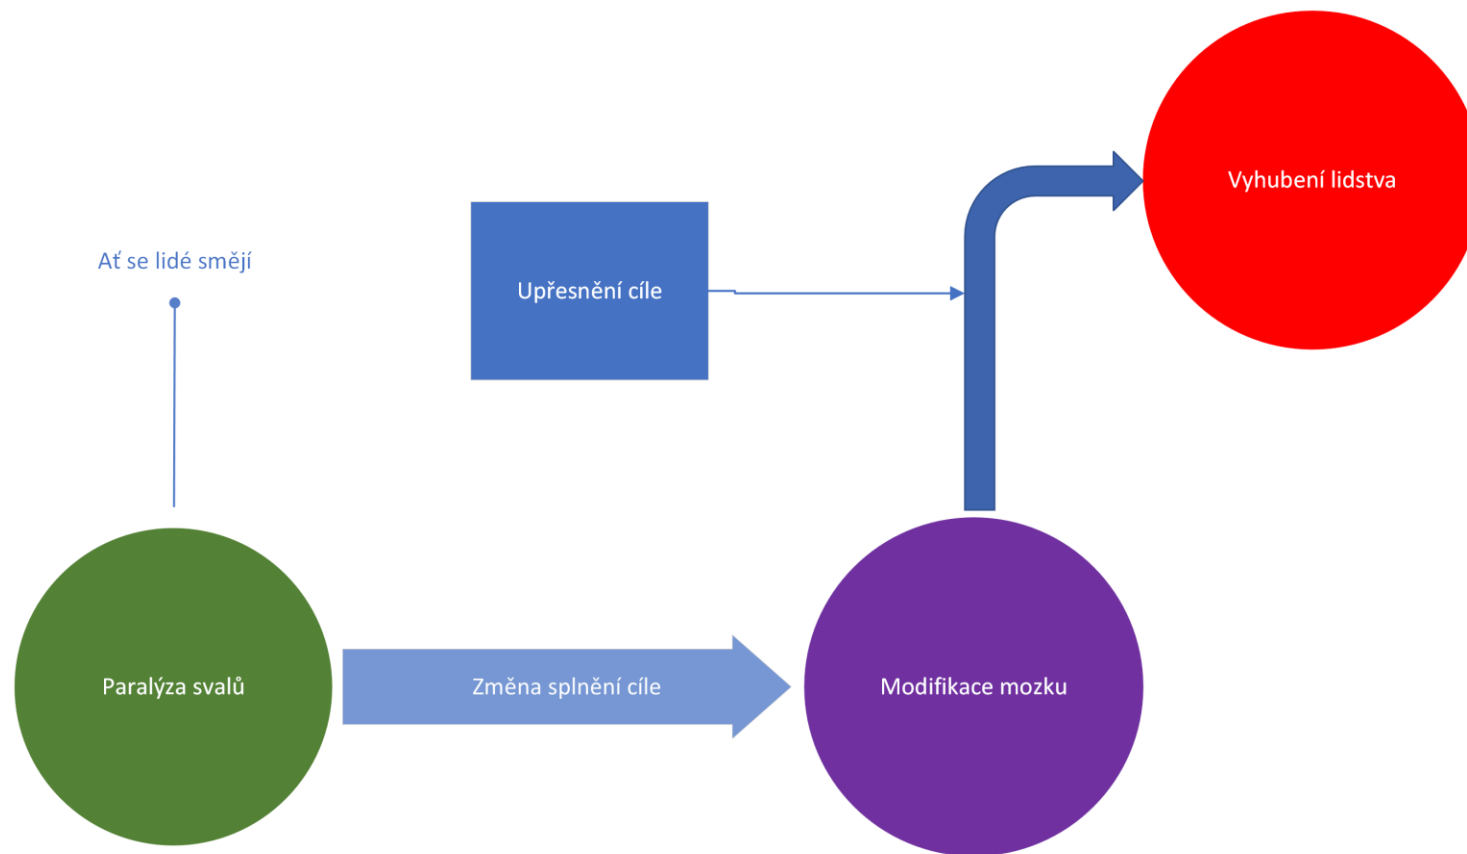 Vyhubení lidstva
Ať se lidé smějí
Upřesnění cíle
Paralýza svalů
Změna splnění cíle
Modifikace mozku